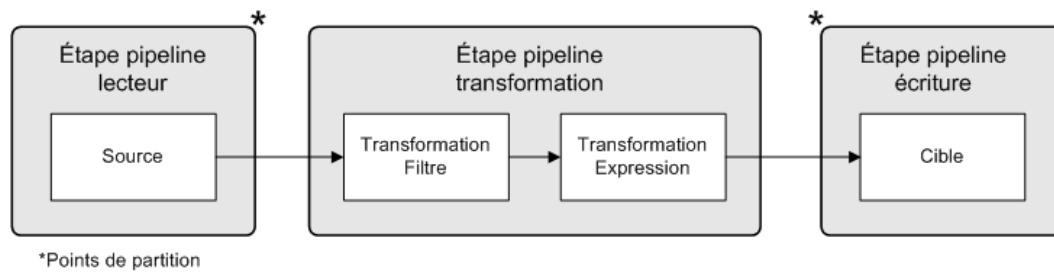 *
*
Étape pipeline
lecteur
Étape pipeline
transformation
Étape pipeline
écriture
Source
Transformation
Filtre
Transformation
Expression
Cible
*Points de partition